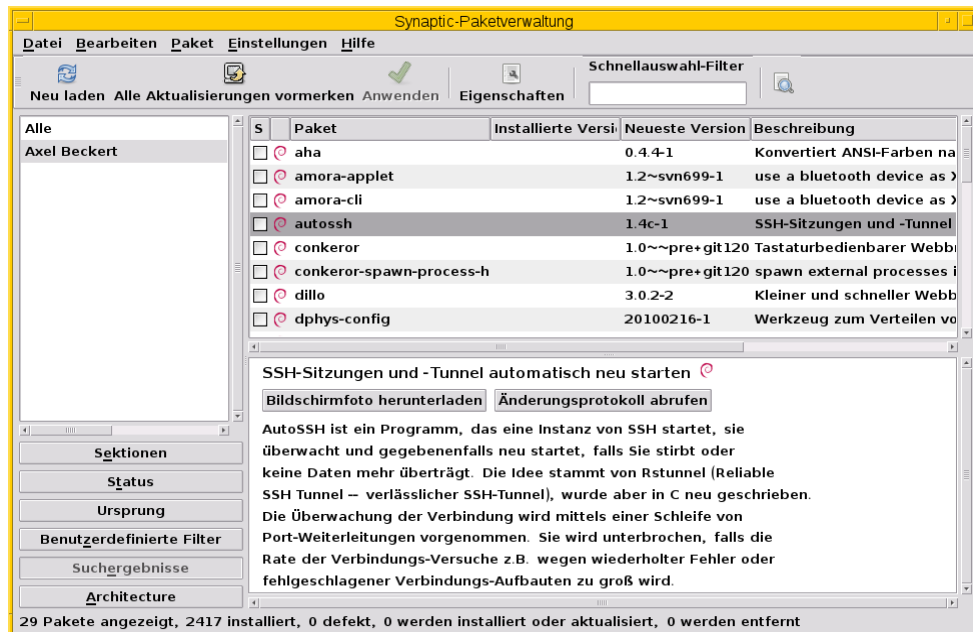 Synaptic-Paketverwaltung
Datei Bearbeiten Paket Einstellungen Hilfe
Schnellauswahl-Filter
Neu laden Alle Aktualisierungen vormerken Anwenden Eigenschaften
Alle
Axel Beckert
S Paket Installierte Versi Neueste Version Beschreibung
aha 0.4.4-1 Konvertiert ANSI-Farben na
amora-applet 1.2~svn699-1 use a bluetooth device as X
amora-cli 1.2~svn699-1 use a bluetooth device as X
autossh 1.4c-1 SSH-Sitzungen und -Tunnel
conkeror 1.0~~pre+git120 Tastaturbedienbarer Webbr
conkeror-spawn-process-h 1.0~~pre+git120 spawn external processes i
dillo 3.0.2-2 Kleiner und schneller Webb
dphys-config 20100216-1 Werkzeug zum Verteilen vo
SSH-Sitzungen und -Tunnel automatisch neu starten
Bildschirmfoto herunterladen Änderungsprotokoll abrufen
AutoSSH ist ein Programm, das eine Instanz von SSH startet, sie
überwacht und gegebenenfalls neu startet, falls Sie stirbt oder
keine Daten mehr überträgt. Die Idee stammt von Rstunnel (Reliable
SSH Tunnel -- verlässlicher SSH-Tunnel), wurde aber in C neu geschrieben.
Die Überwachung der Verbindung wird mittels einer Schleife von
Port-Weiterleitungen vorgenommen. Sie wird unterbrochen, falls die
Rate der Verbindungs-Versuche z.B. wegen wiederholter Fehler oder
fehlgeschlagener Verbindungs-Aufbauten zu groß wird.
Sektionen
Status
Ursprung
Benutzerdefinierte Filter
Suchergebnisse
Architecture
29 Pakete angezeigt, 2417 installiert, 0 defekt, 0 werden installiert oder aktualisiert, 0 werden entfernt